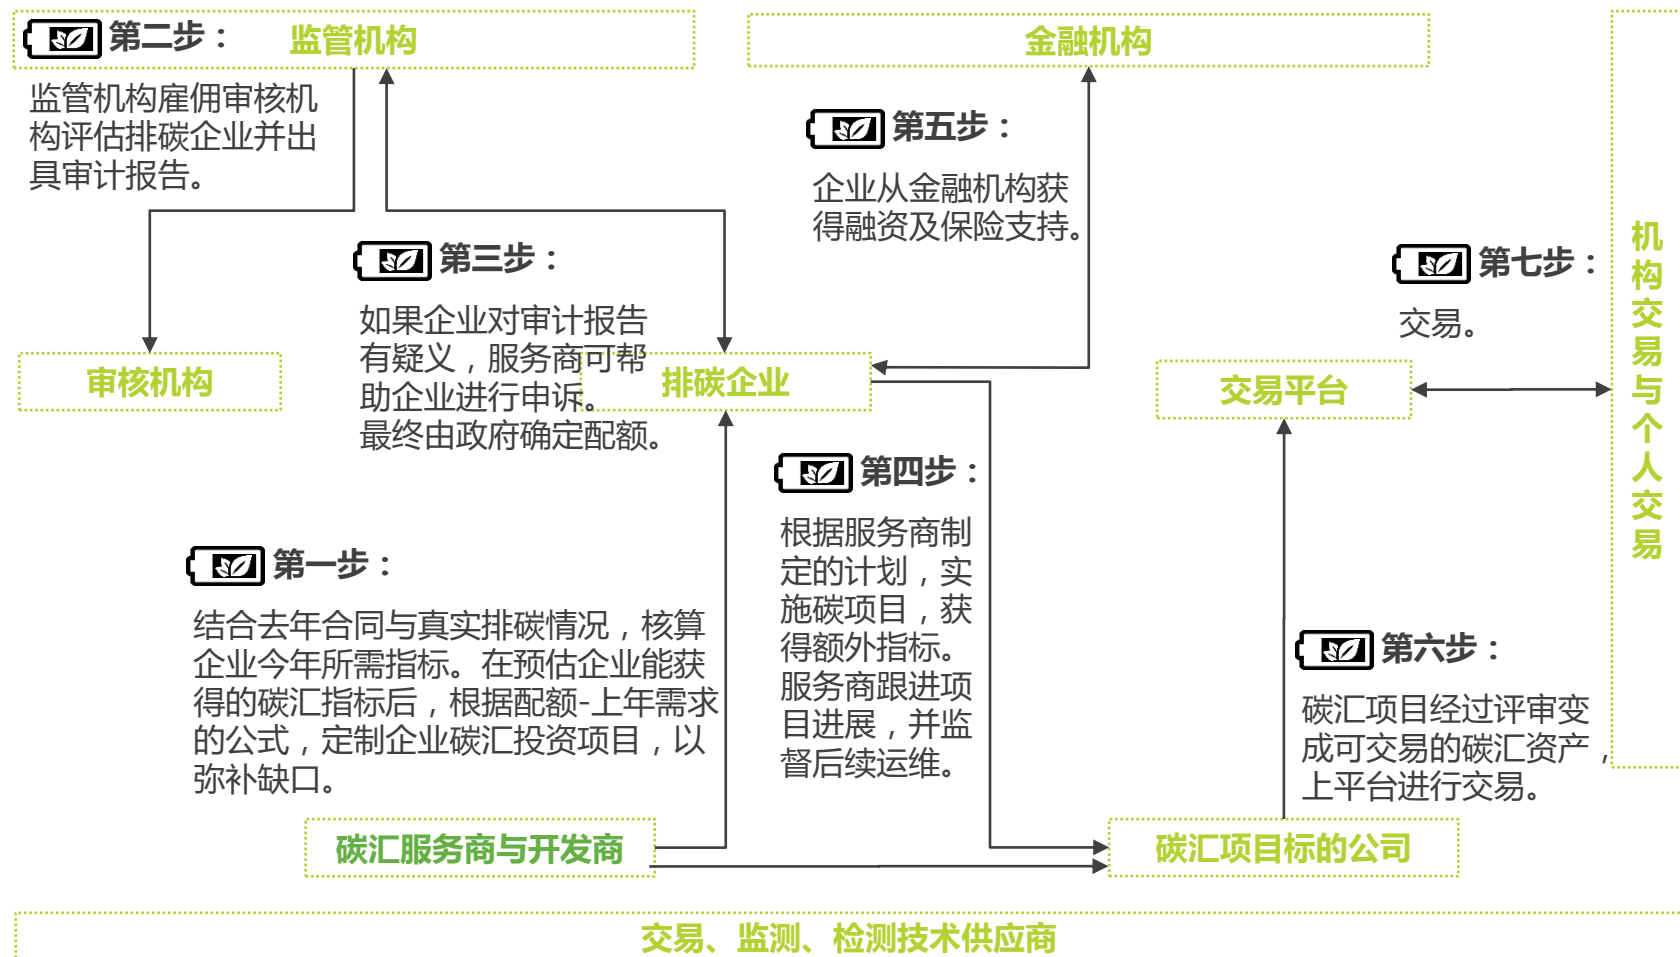 第二步：
监管机构
监管机构雇佣审核机
构评估排碳企业并出
具审计报告。
金融机构
第五步：
企业从金融机构获
得融资及保险支持。
第三步：
如果企业对审计报告
有疑义，服务商可帮
助企业进行申诉。
最终由政府确定配额。
审核机构
排碳企业
第七步：
交易。
交易平台
机构交易与个人交易
第四步：
根据服务商制
定的计划，实
施碳项目，获
得额外指标。
服务商跟进项
目进展，并监
督后续运维。
第一步：
结合去年合同与真实排碳情况，核算
企业今年所需指标。在预估企业能获
得的碳汇指标后，根据配额-上年需求
的公式，定制企业碳汇投资项目，以
弥补缺口。
第六步：
碳汇项目经过评审变
成可交易的碳汇资产，
上平台进行交易。
碳汇服务商与开发商
碳汇项目标的公司
交易、监测、检测技术供应商